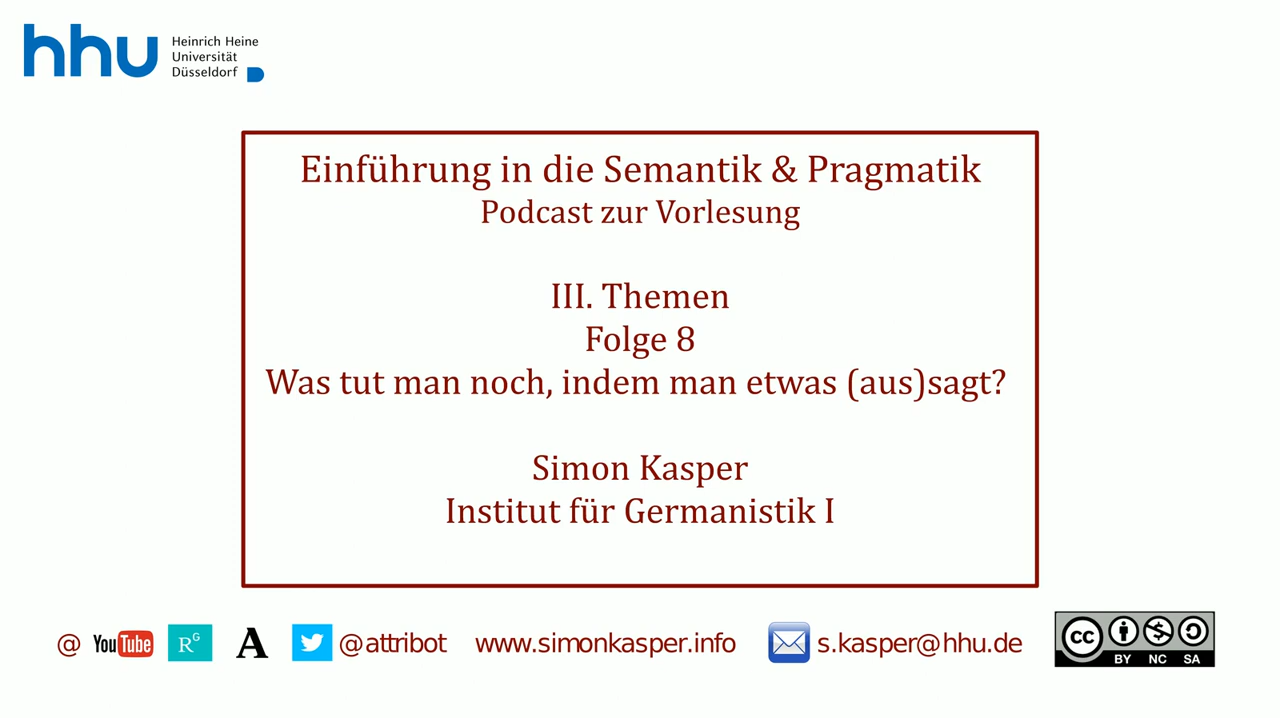 hhu Heinrich Heine
Universität
Düsseldorf
Einführung in die Semantik & Pragmatik
Podcast zur Vorlesung
III. Themen
Folge 8
Was tut man noch, indem man etwas (aus)sagt?
Simon Kasper
Institut für Germanistik I
@ YouTube RG A @attribot www.simonkasper.info s.kasper@hhu.de cc
BY NC SA